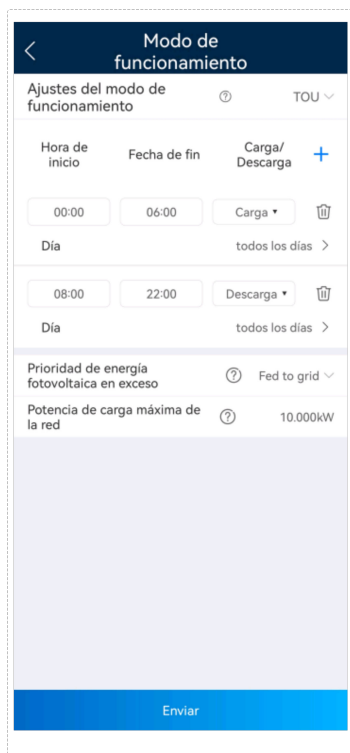 Modo de
funcionamiento
Ajustes del modo de
funcionamiento
TOU
Hora de
inicio
Fecha de fin
Carga/
Descarga
00:00
06:00
Carga
Día
todos los días
08:00
22:00
Descarga
Día
todos los días
Prioridad de energía
fotovoltaica en exceso
Fed to grid
Potencia de carga máxima de
la red
10.000kW
Enviar